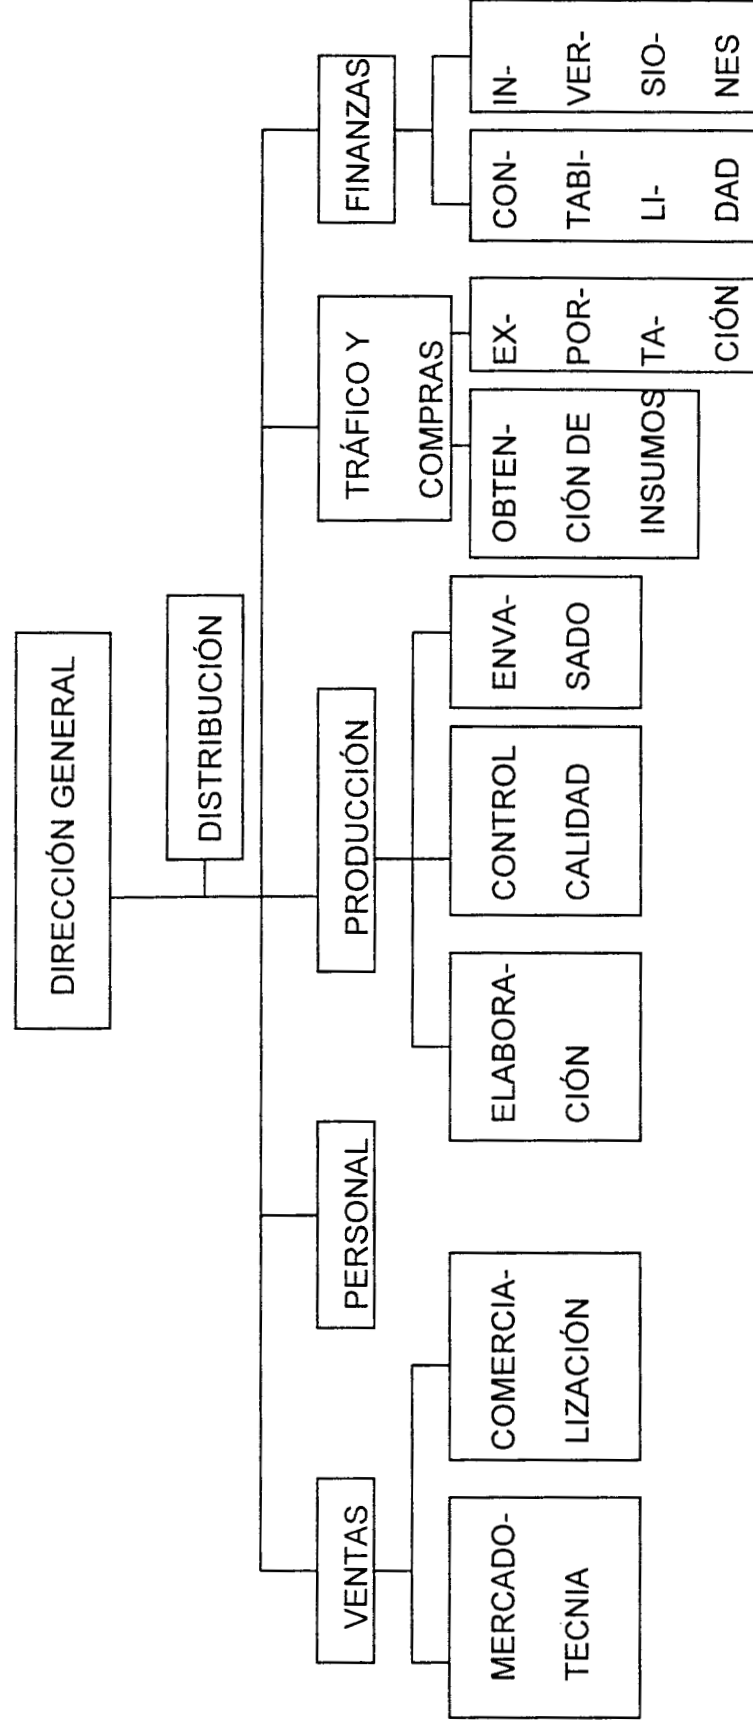 DIRECCIÓN GENERAL
DISTRIBUCIÓN
VENTAS
PERSONAL
PRODUCCIÓN
TRÁFICO Y
COMPRAS
FINANZAS
MERCADO-
TECNIA
COMERCIA-
LIZACIÓN
ELABORA-
CIÓN
CONTROL
CALIDAD
ENVA-
SADO
OBTEN-
CIÓN DE
INSUMOS
EX-
POR-
TA-
CIÓN
CON-
TABI-
LI-
DAD
IN-
VER-
SIO-
NES